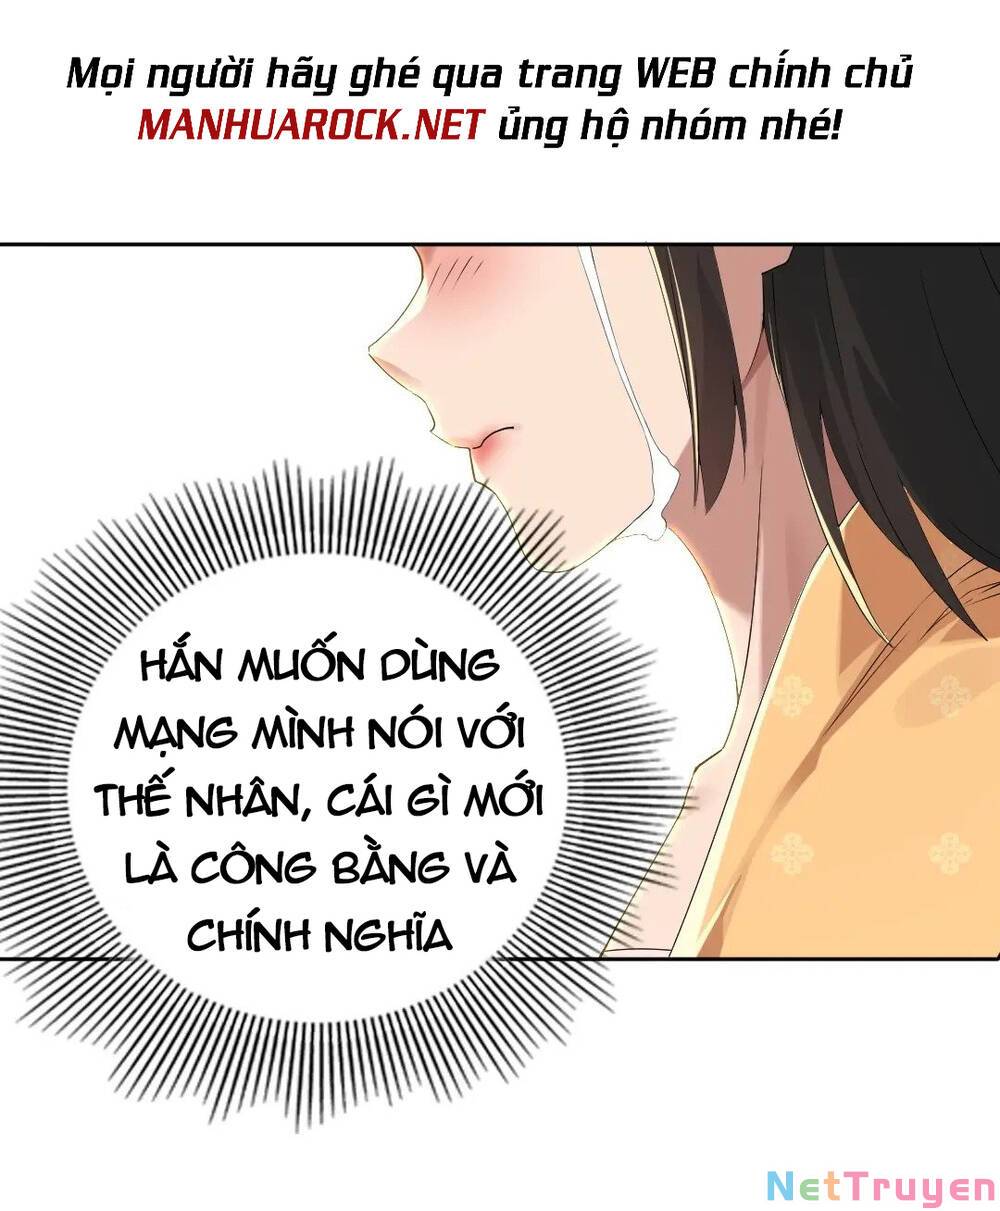 Mọi người hãy ghé qua trang WEB chính chủ
MANHUAROCK.NET ủng hộ nhóm nhé!
HẮN MUỐN DÙNG
MẠNG MÌNH NÓI VỚI
THẾ NHÂN, CÁI GÌ MỚI
LÀ CÔNG BẰNG VÀ
CHÍNH NGHĨA
NetTruyen